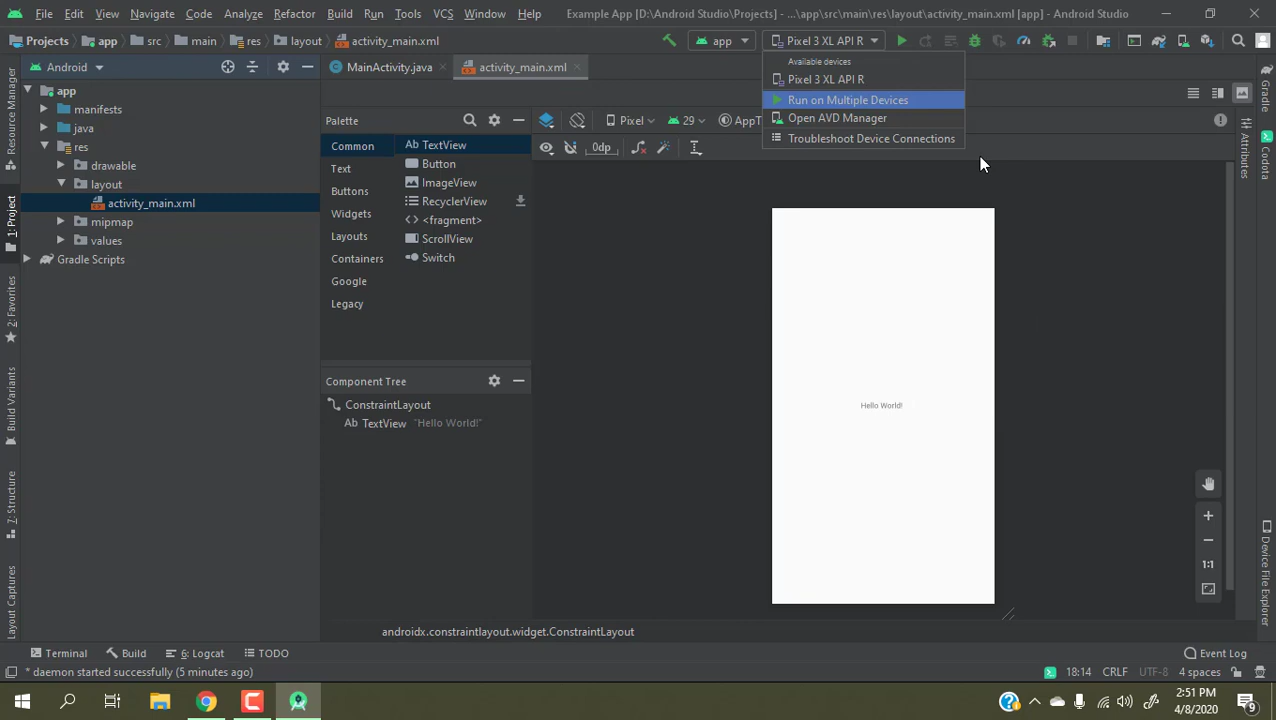 File Edit View Navigate Code Analyze Refactor Build Run Tools VCS Window Help Example App [D:\Android Studio\Projects] - ...\app\src\main\res\layout\activity_main.xml [app] - Android Studio
Projects app src main res layout activity_main.xml app Pixel 3 XL API R
Android MainActivity.java activity_main.xml
Available devices
Pixel 3 XL API R
Run on Multiple Devices
Open AVD Manager
Troubleshoot Device Connections
app
manifests
java
res
drawable
layout
activity_main.xml
mipmap
values
Gradle Scripts
Resource Manager
1: Project
2: Favorites
Build Variants
7: Structure
Layout Captures
Palette
Common
Text
Buttons
Widgets
Layouts
Containers
Google
Legacy
Ab TextView
Button
ImageView
RecyclerView
<fragment>
ScrollView
Switch
Pixel 29 AppT
0dp
Component Tree
ConstraintLayout
Ab TextView "Hello World!"
Hello World!
1:1
Gradle
Codota
Attributes
Device File Explorer
androidx.constraintlayout.widget.ConstraintLayout
Terminal Build 6: Logcat TODO Event Log
* daemon started successfully (5 minutes ago) 18:14 CRLF UTF-8 4 spaces
2:51 PM
4/8/2020
9